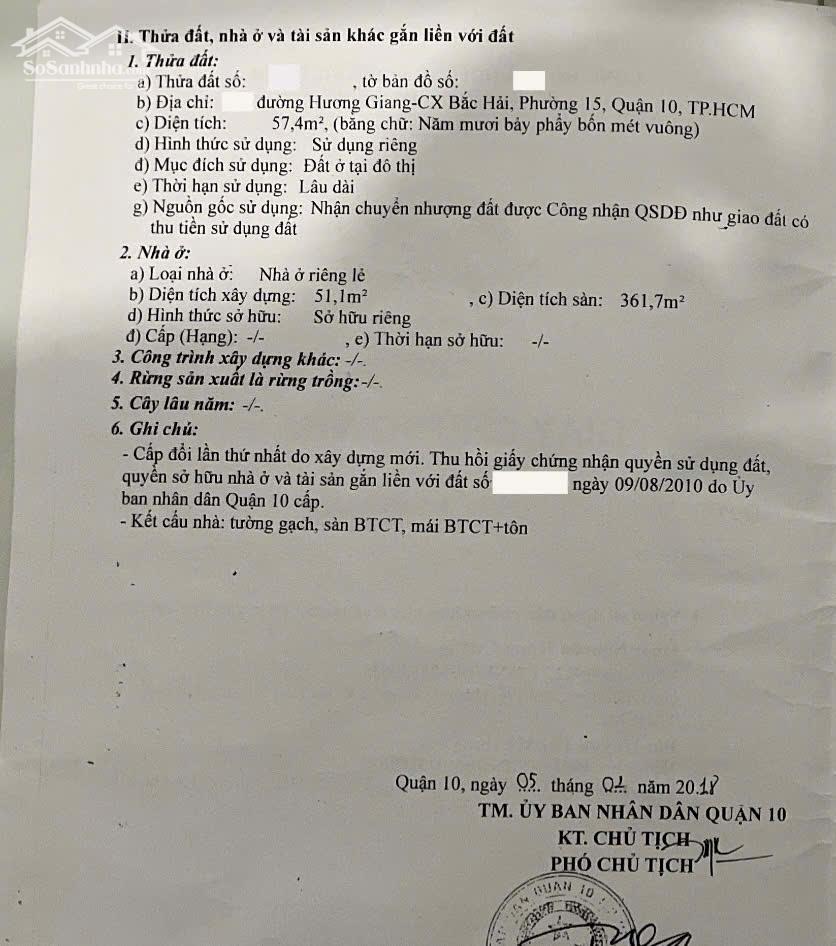 SoSanhnha
II. Thửa đất, nhà ở và tài sản khác gắn liền với đất
1. Thửa đất:
a) Thửa đất số: , tờ bản đồ số:
b) Địa chỉ: đường Hương Giang-CX Bắc Hải, Phường 15, Quận 10, TP.HCM
c) Diện tích: 57,4m², (bằng chữ: Năm mươi bảy phẩy bốn mét vuông)
d) Hình thức sử dụng: Sử dụng riêng
đ) Mục đích sử dụng: Đất ở tại đô thị
e) Thời hạn sử dụng: Lâu dài
g) Nguồn gốc sử dụng: Nhận chuyển nhượng đất được Công nhận QSDĐ như giao đất có
thu tiền sử dụng đất
2. Nhà ở:
a) Loại nhà ở: Nhà ở riêng lẻ
b) Diện tích xây dựng: 51,1m² , c) Diện tích sàn: 361,7m²
d) Hình thức sở hữu: Sở hữu riêng
đ) Cấp (Hạng): -/- , e) Thời hạn sở hữu: -/-
3. Công trình xây dựng khác: -/-.
4. Rừng sản xuất là rừng trồng:-/-.
5. Cây lâu năm: -/-.
6. Ghi chú:
- Cấp đổi lần thứ nhất do xây dựng mới. Thu hồi giấy chứng nhận quyền sử dụng đất,
quyền sở hữu nhà ở và tài sản gắn liền với đất số ngày 09/08/2010 do Ủy
ban nhân dân Quận 10 cấp.
- Kết cấu nhà: tường gạch, sàn BTCT, mái BTCT+tôn
Quận 10, ngày 05. tháng 01. năm 20.18
TM. ỦY BAN NHÂN DÂN QUẬN 10
KT. CHỦ TỊCH
PHÓ CHỦ TỊCH
QUAN 10